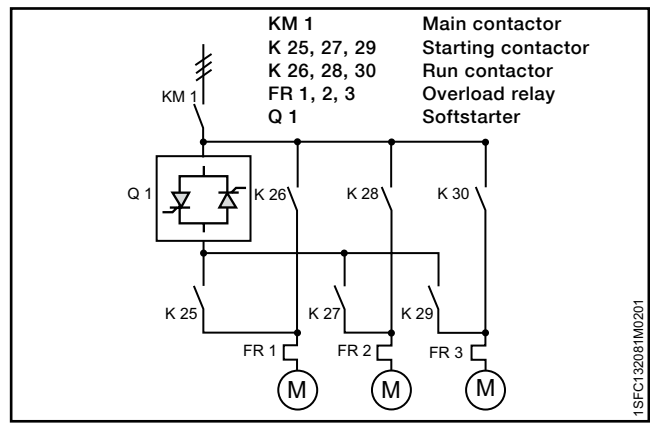 KM 1 Main contactor
K 25, 27, 29 Starting contactor
K 26, 28, 30 Run contactor
FR 1, 2, 3 Overload relay
Q 1 Softstarter
KM 1
Q 1
K 26
K 28
K 30
K 25
K 27
K 29
FR 1
FR 2
FR 3
M
M
M
1SFC132081M0201